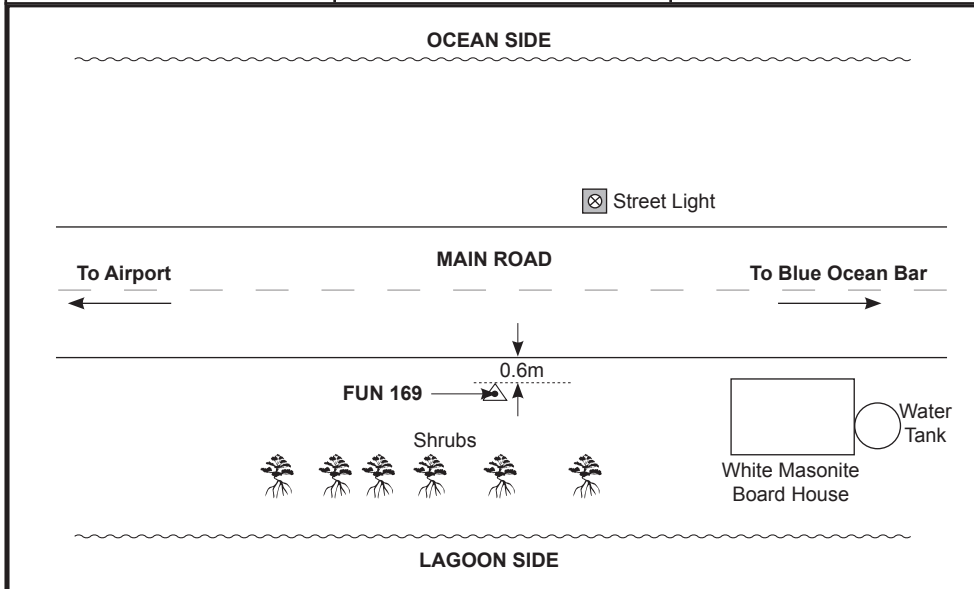 OCEAN SIDE
Street Light
MAIN ROAD
To Airport
To Blue Ocean Bar
0.6m
FUN 169
Shrubs
Water
Tank
White Masonite
Board House
LAGOON SIDE